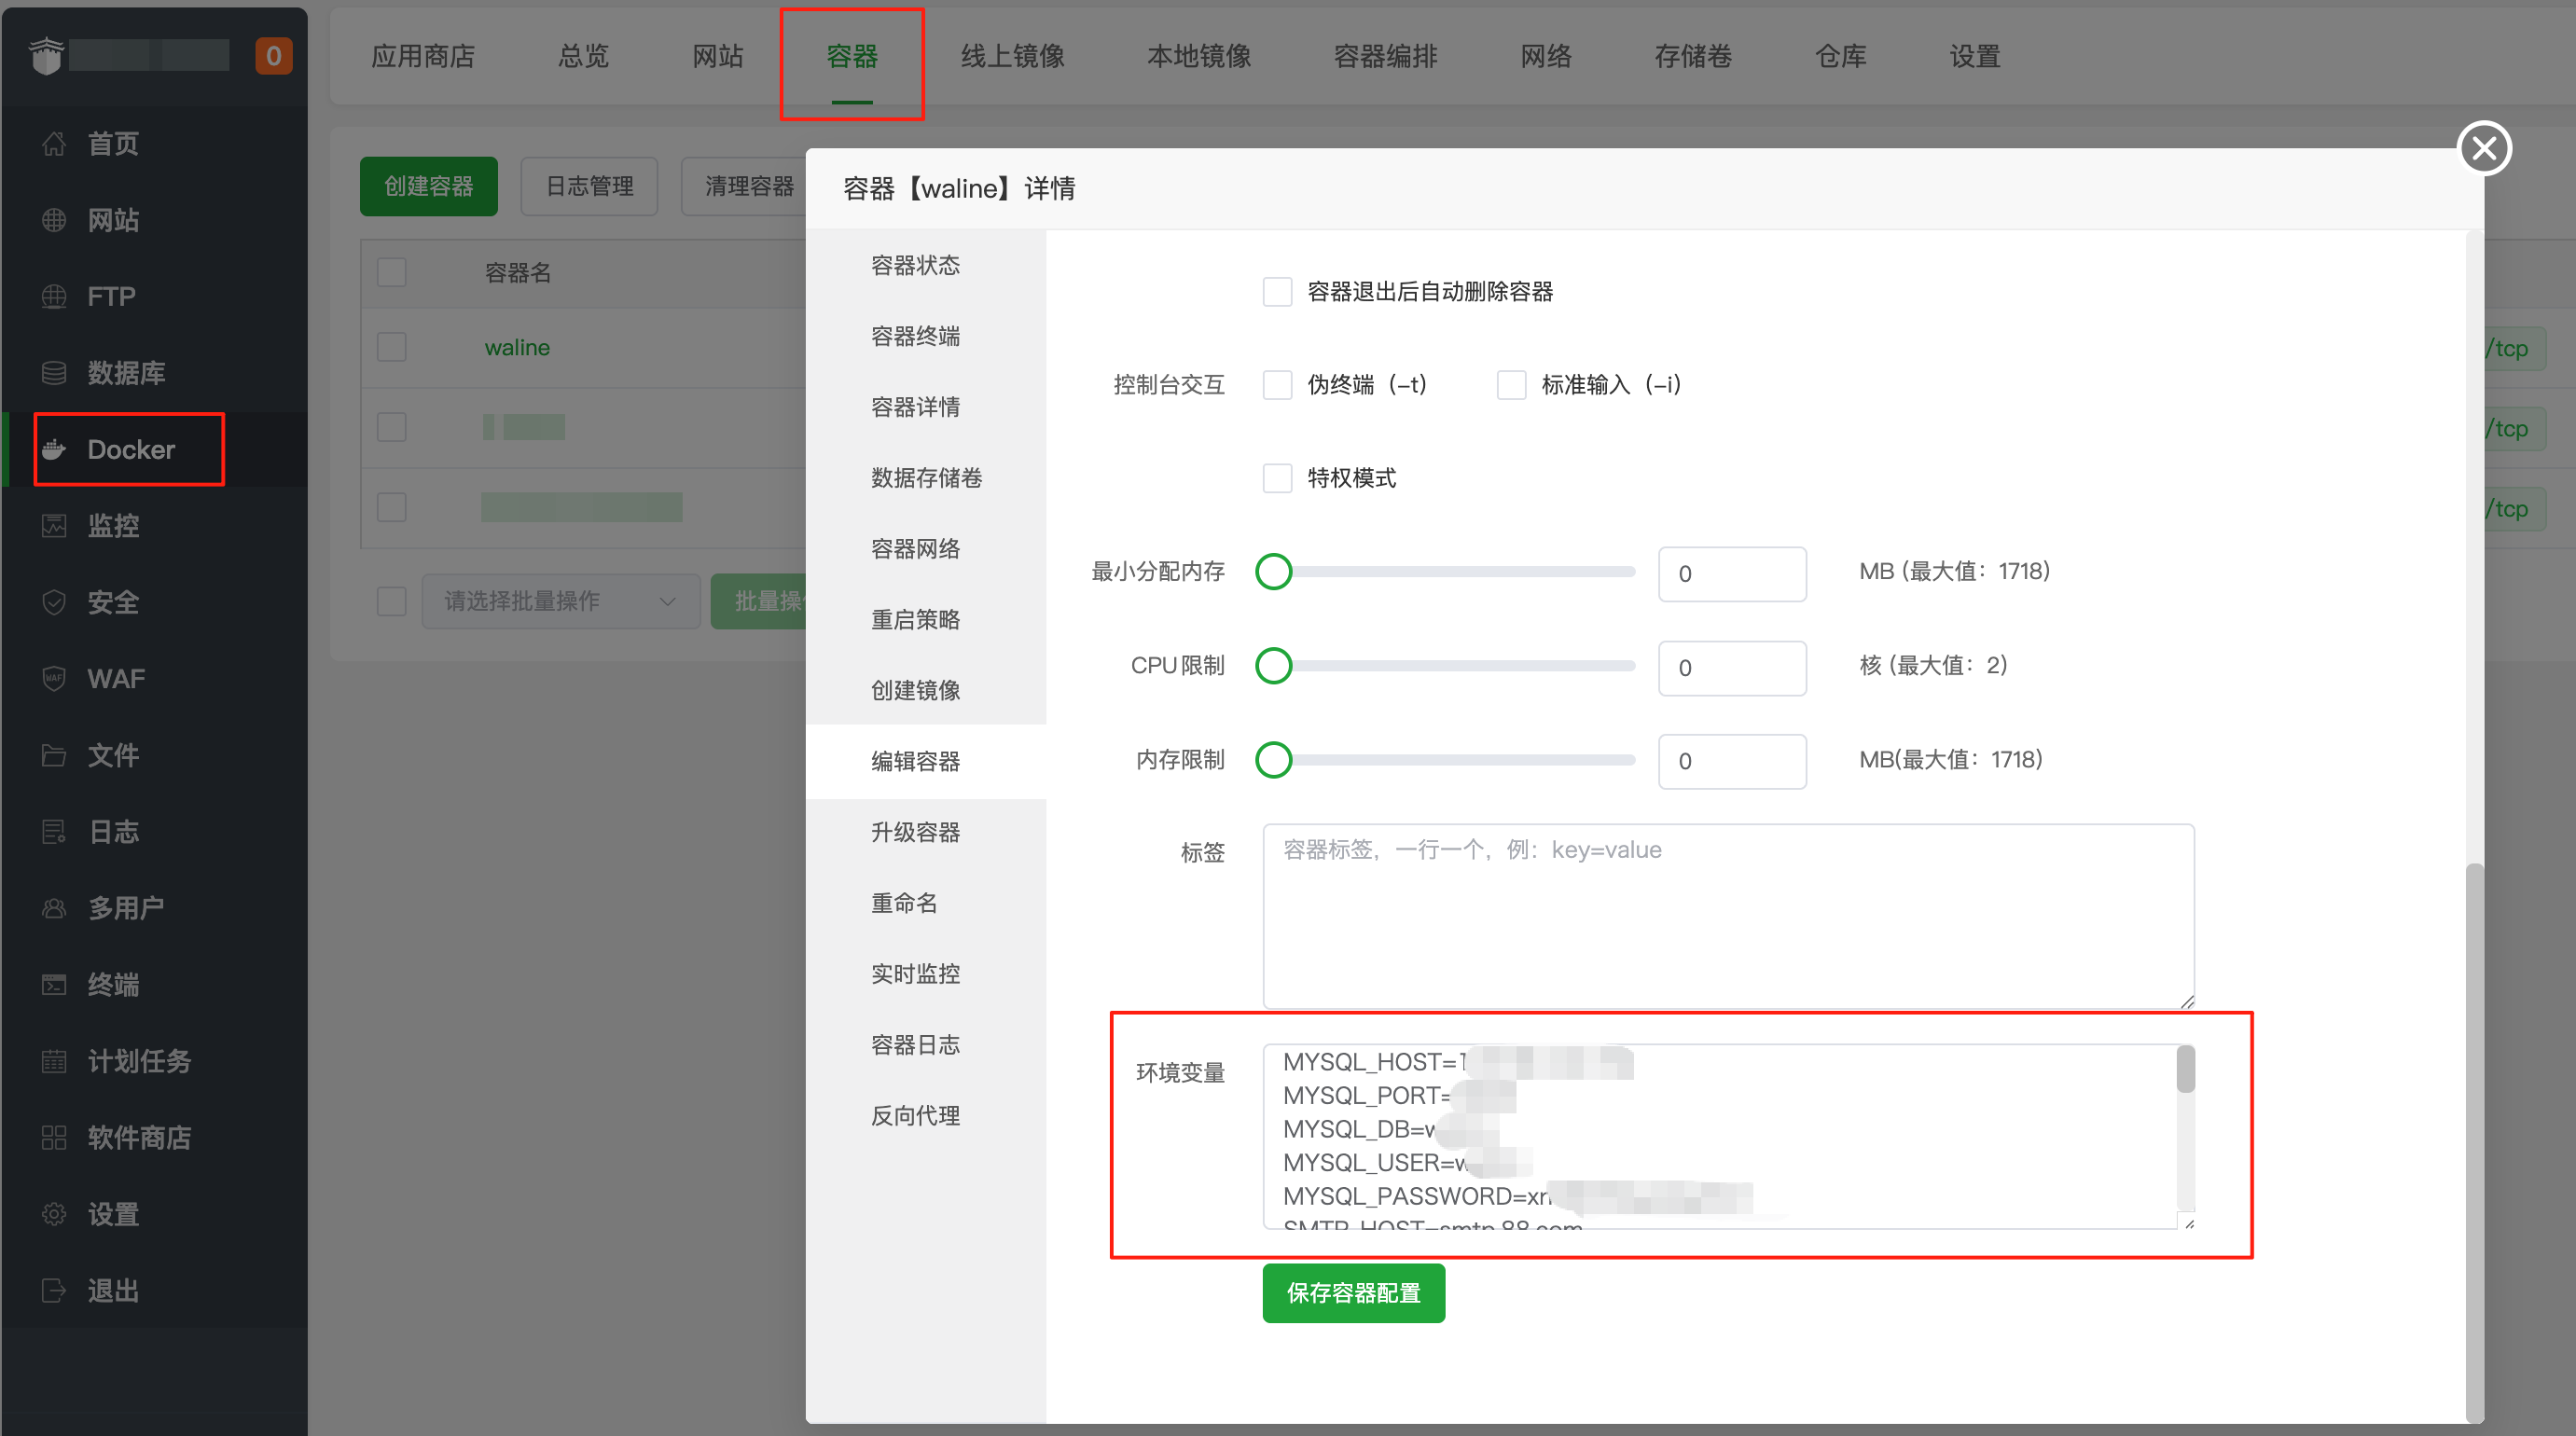 0
首页
网站
FTP
数据库
Docker
监控
安全
WAF
文件
日志
多用户
终端
计划任务
软件商店
设置
退出
应用商店 总览 网站 容器 线上镜像 本地镜像 容器编排 网络 存储卷 仓库 设置
创建容器 日志管理 清理容器
容器名
waline
请选择批量操作 批量操
/tcp
/tcp
/tcp
容器【waline】详情
容器状态
容器终端
容器详情
数据存储卷
容器网络
重启策略
创建镜像
编辑容器
升级容器
重命名
实时监控
容器日志
反向代理
容器退出后自动删除容器
控制台交互 伪终端（-t） 标准输入（-i）
特权模式
最小分配内存 0 MB (最大值：1718)
CPU限制 0 核 (最大值：2)
内存限制 0 MB(最大值：1718)
标签 容器标签，一行一个，例：key=value
环境变量
MYSQL_HOST=1
MYSQL_PORT=
MYSQL_DB=w
MYSQL_USER=w
MYSQL_PASSWORD=xr
SMTP_HOST=smtp.88.com
保存容器配置